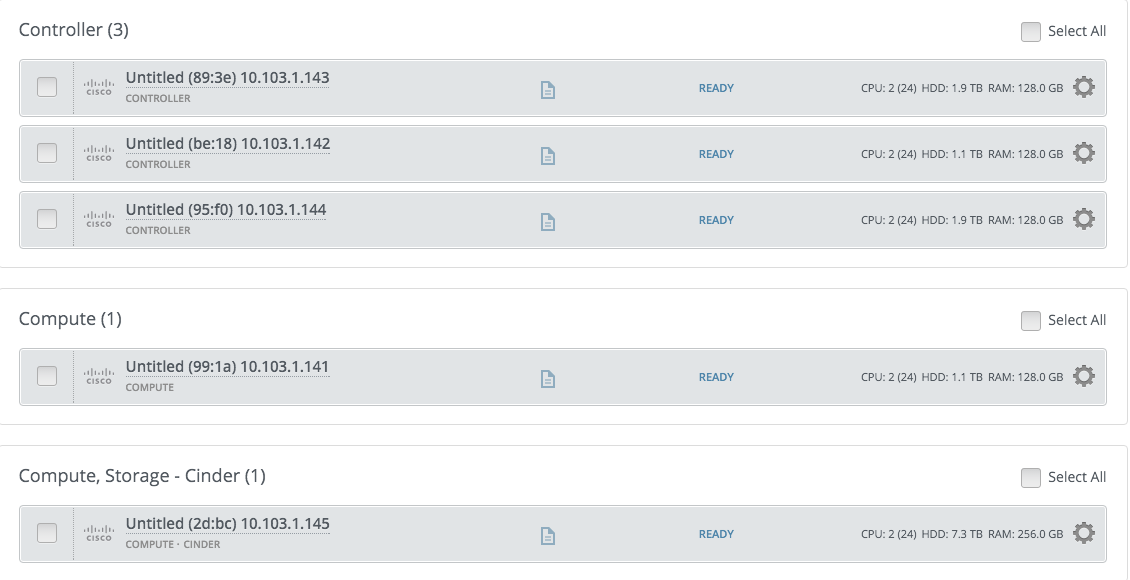 Controller (3)
Select All
Untitled (89:3e) 10.103.1.143
CISCO
CONTROLLER
READY
CPU: 2 (24) HDD: 1.9 TB RAM: 128.0 GB
Untitled (be:18) 10.103.1.142
CISCO
CONTROLLER
READY
CPU: 2 (24) HDD: 1.1 TB RAM: 128.0 GB
Untitled (95:f0) 10.103.1.144
CISCO
CONTROLLER
READY
CPU: 2 (24) HDD: 1.9 TB RAM: 128.0 GB
Compute (1)
Select All
Untitled (99:1a) 10.103.1.141
CISCO
COMPUTE
READY
CPU: 2 (24) HDD: 1.1 TB RAM: 128.0 GB
Compute, Storage - Cinder (1)
Select All
Untitled (2d:bc) 10.103.1.145
CISCO
COMPUTE · CINDER
READY
CPU: 2 (24) HDD: 7.3 TB RAM: 256.0 GB